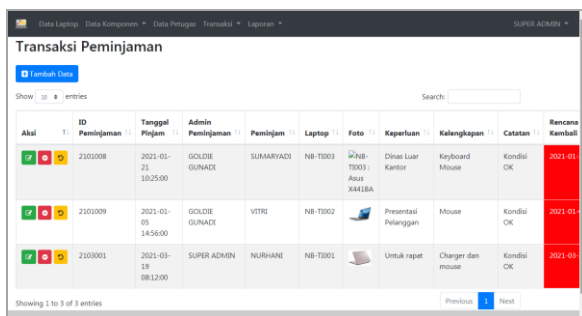 Data Laptop Data Komponen Data Petugas Transaksi Laporan SUPER ADMIN
Transaksi Peminjaman
Tambah Data
Show 10 entries Search:
Aksi ID Peminjaman Tanggal Pinjam Admin Peminjaman Peminjam Laptop Foto Keperluan Kelengkapan Catatan Rencana Kembali
2101008 2021-01-21 10:25:00 GOLDIE GUNADI SUMARYADI NB-TI003 NB-TI003 : Asus X441BA Dinas Luar Kantor Keyboard Mouse Kondisi OK 2021-01-
2101009 2021-01-05 14:56:00 GOLDIE GUNADI VITRI NB-TI002 Presentasi Pelanggan Mouse Kondisi OK 2021-01-
2103001 2021-03-19 08:12:00 SUPER ADMIN NURHANI NB-TI001 Untuk rapat Charger dan mouse Kondisi OK 2021-03-
Showing 1 to 3 of 3 entries Previous 1 Next